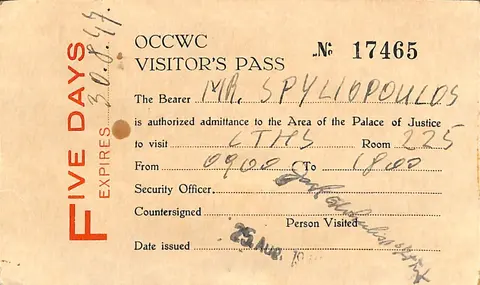 FIVE DAYS
EXPIRES 30.8.47.
OCCWC
VISITOR'S PASS
№ 17465
The Bearer MR. SPYLIOPOULOS
is authorized admittance to the Area of the Palace of Justice
to visit Room 225
From 0900 To 1800
Security Officer,
Countersigned
Person Visited
Date issued 25 AUG. 19